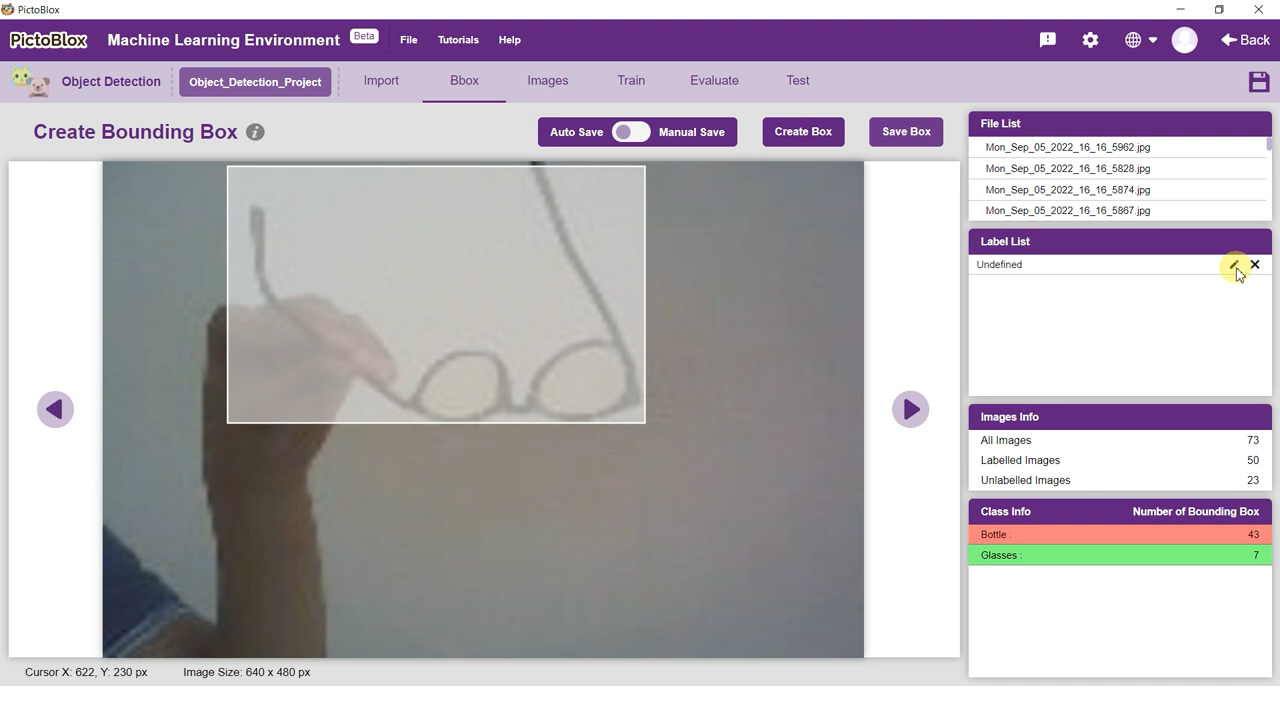 PictoBlox
PictoBlox Machine Learning Environment Beta File Tutorials Help Back
Object Detection Object_Detection_Project Import Bbox Images Train Evaluate Test
Create Bounding Box i Auto Save Manual Save Create Box Save Box
File List
Mon_Sep_05_2022_16_16_5962.jpg
Mon_Sep_05_2022_16_16_5828.jpg
Mon_Sep_05_2022_16_16_5874.jpg
Mon_Sep_05_2022_16_16_5867.jpg
Label List
Undefined
Images Info
All Images 73
Labelled Images 50
Unlabelled Images 23
Class Info Number of Bounding Box
Bottle : 43
Glasses : 7
Cursor X: 622, Y: 230 px Image Size: 640 x 480 px